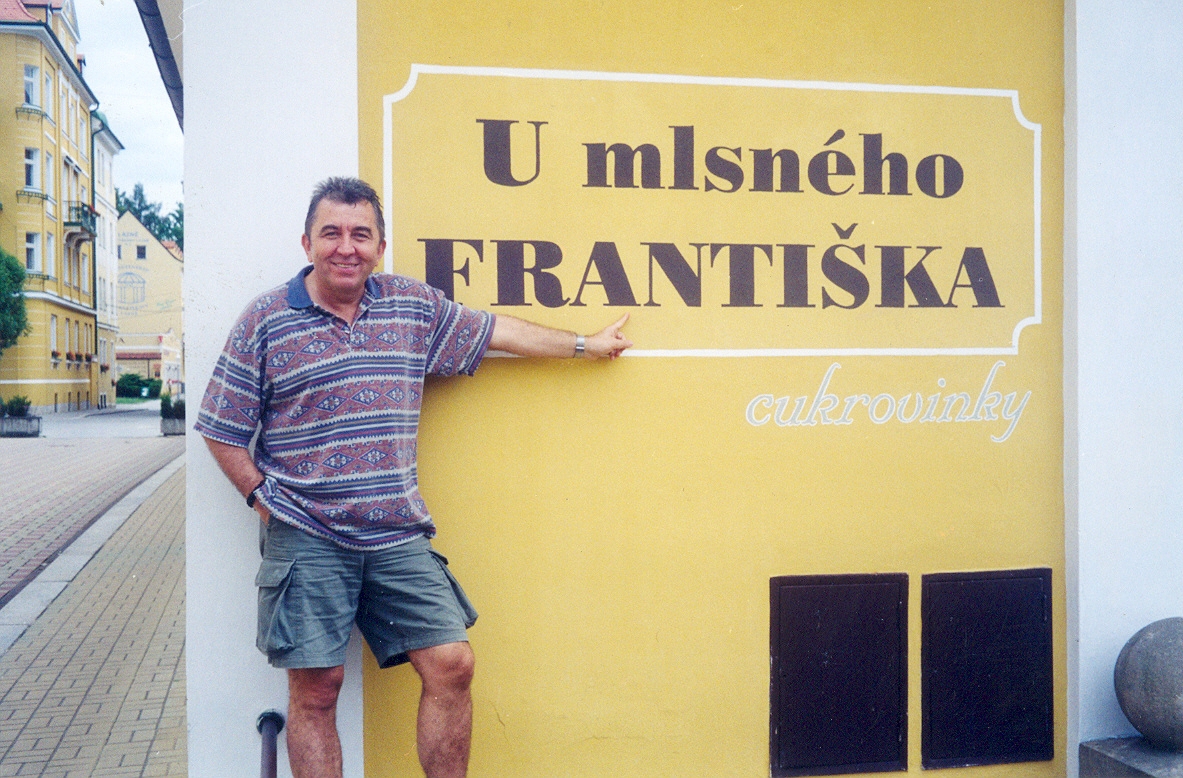 U mlsného
FRANTIŠKA
cukrovinky